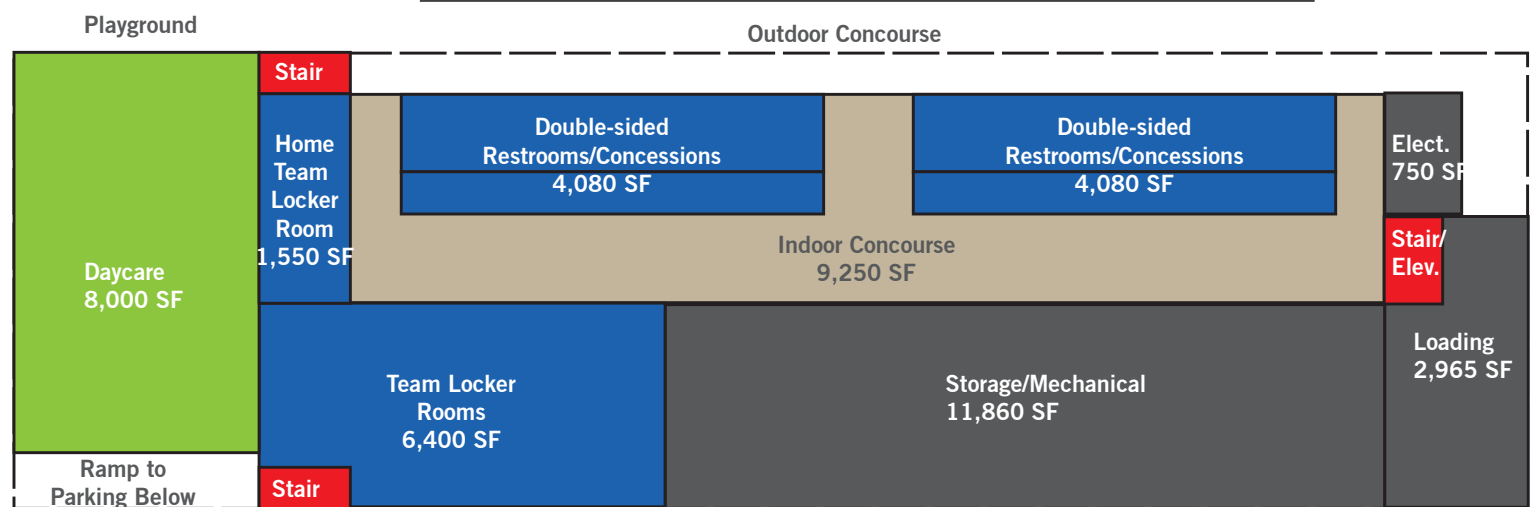 Playground
Outdoor Concourse
Stair
Home
Team
Locker
Room
1,550 SF
Double-sided
Restrooms/Concessions
4,080 SF
Double-sided
Restrooms/Concessions
4,080 SF
Elect.
750 SF
Indoor Concourse
9,250 SF
Stair/
Elev.
Daycare
8,000 SF
Loading
2,965 SF
Team Locker
Rooms
6,400 SF
Storage/Mechanical
11,860 SF
Ramp to
Parking Below
Stair